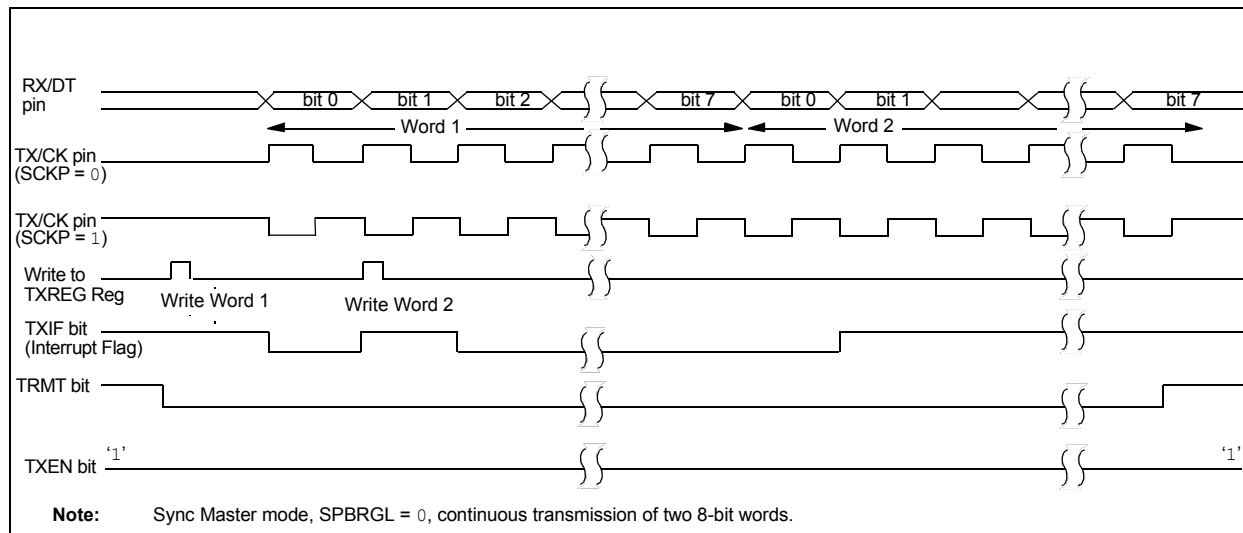 RX/DT
pin
bit 0 bit 1 bit 2 bit 7 bit 0 bit 1 bit 7
Word 1 Word 2
TX/CK pin
(SCKP = 0)
TX/CK pin
(SCKP = 1)
Write to
TXREG Reg
Write Word 1 Write Word 2
TXIF bit
(Interrupt Flag)
TRMT bit
TXEN bit ‘1’ ‘1’
Note: Sync Master mode, SPBRGL = 0, continuous transmission of two 8-bit words.